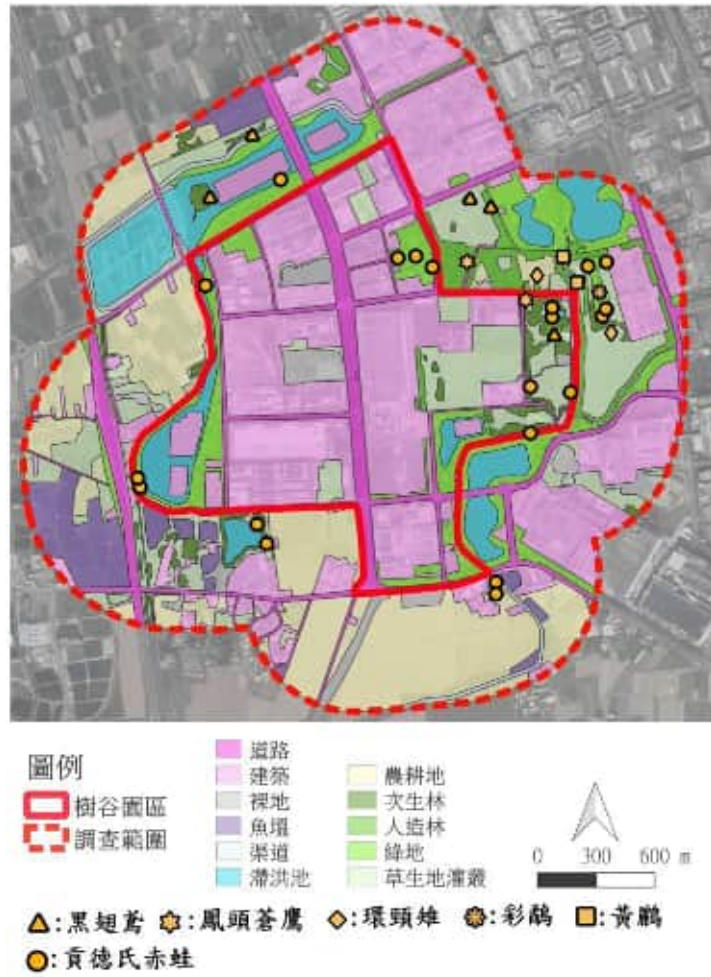 圖例
樹谷園區
調查範圍
道路
建築
裸地
魚塭
渠道
滯洪池
農耕地
次生林
人造林
綠地
草生地灌叢
0 300 600 m
:黑翅鳶 :鳳頭蒼鷹 :環頸雉 :彩鷸 :黃鸝
:貢德氏赤蛙